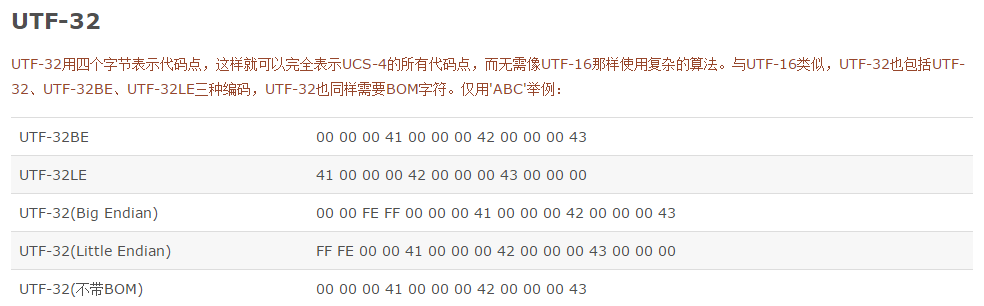 UTF-32
UTF-32用四个字节表示代码点，这样就可以完全表示UCS-4的所有代码点，而无需像UTF-16那样使用复杂的算法。与UTF-16类似，UTF-32也包括UTF-
32、UTF-32BE、UTF-32LE三种编码，UTF-32也同样需要BOM字符。仅用'ABC'举例：
UTF-32BE 00 00 00 41 00 00 00 42 00 00 00 43
UTF-32LE 41 00 00 00 42 00 00 00 43 00 00 00
UTF-32(Big Endian) 00 00 FE FF 00 00 00 41 00 00 00 42 00 00 00 43
UTF-32(Little Endian) FF FE 00 00 41 00 00 00 42 00 00 00 43 00 00 00
UTF-32(不带BOM) 00 00 00 41 00 00 00 42 00 00 00 43